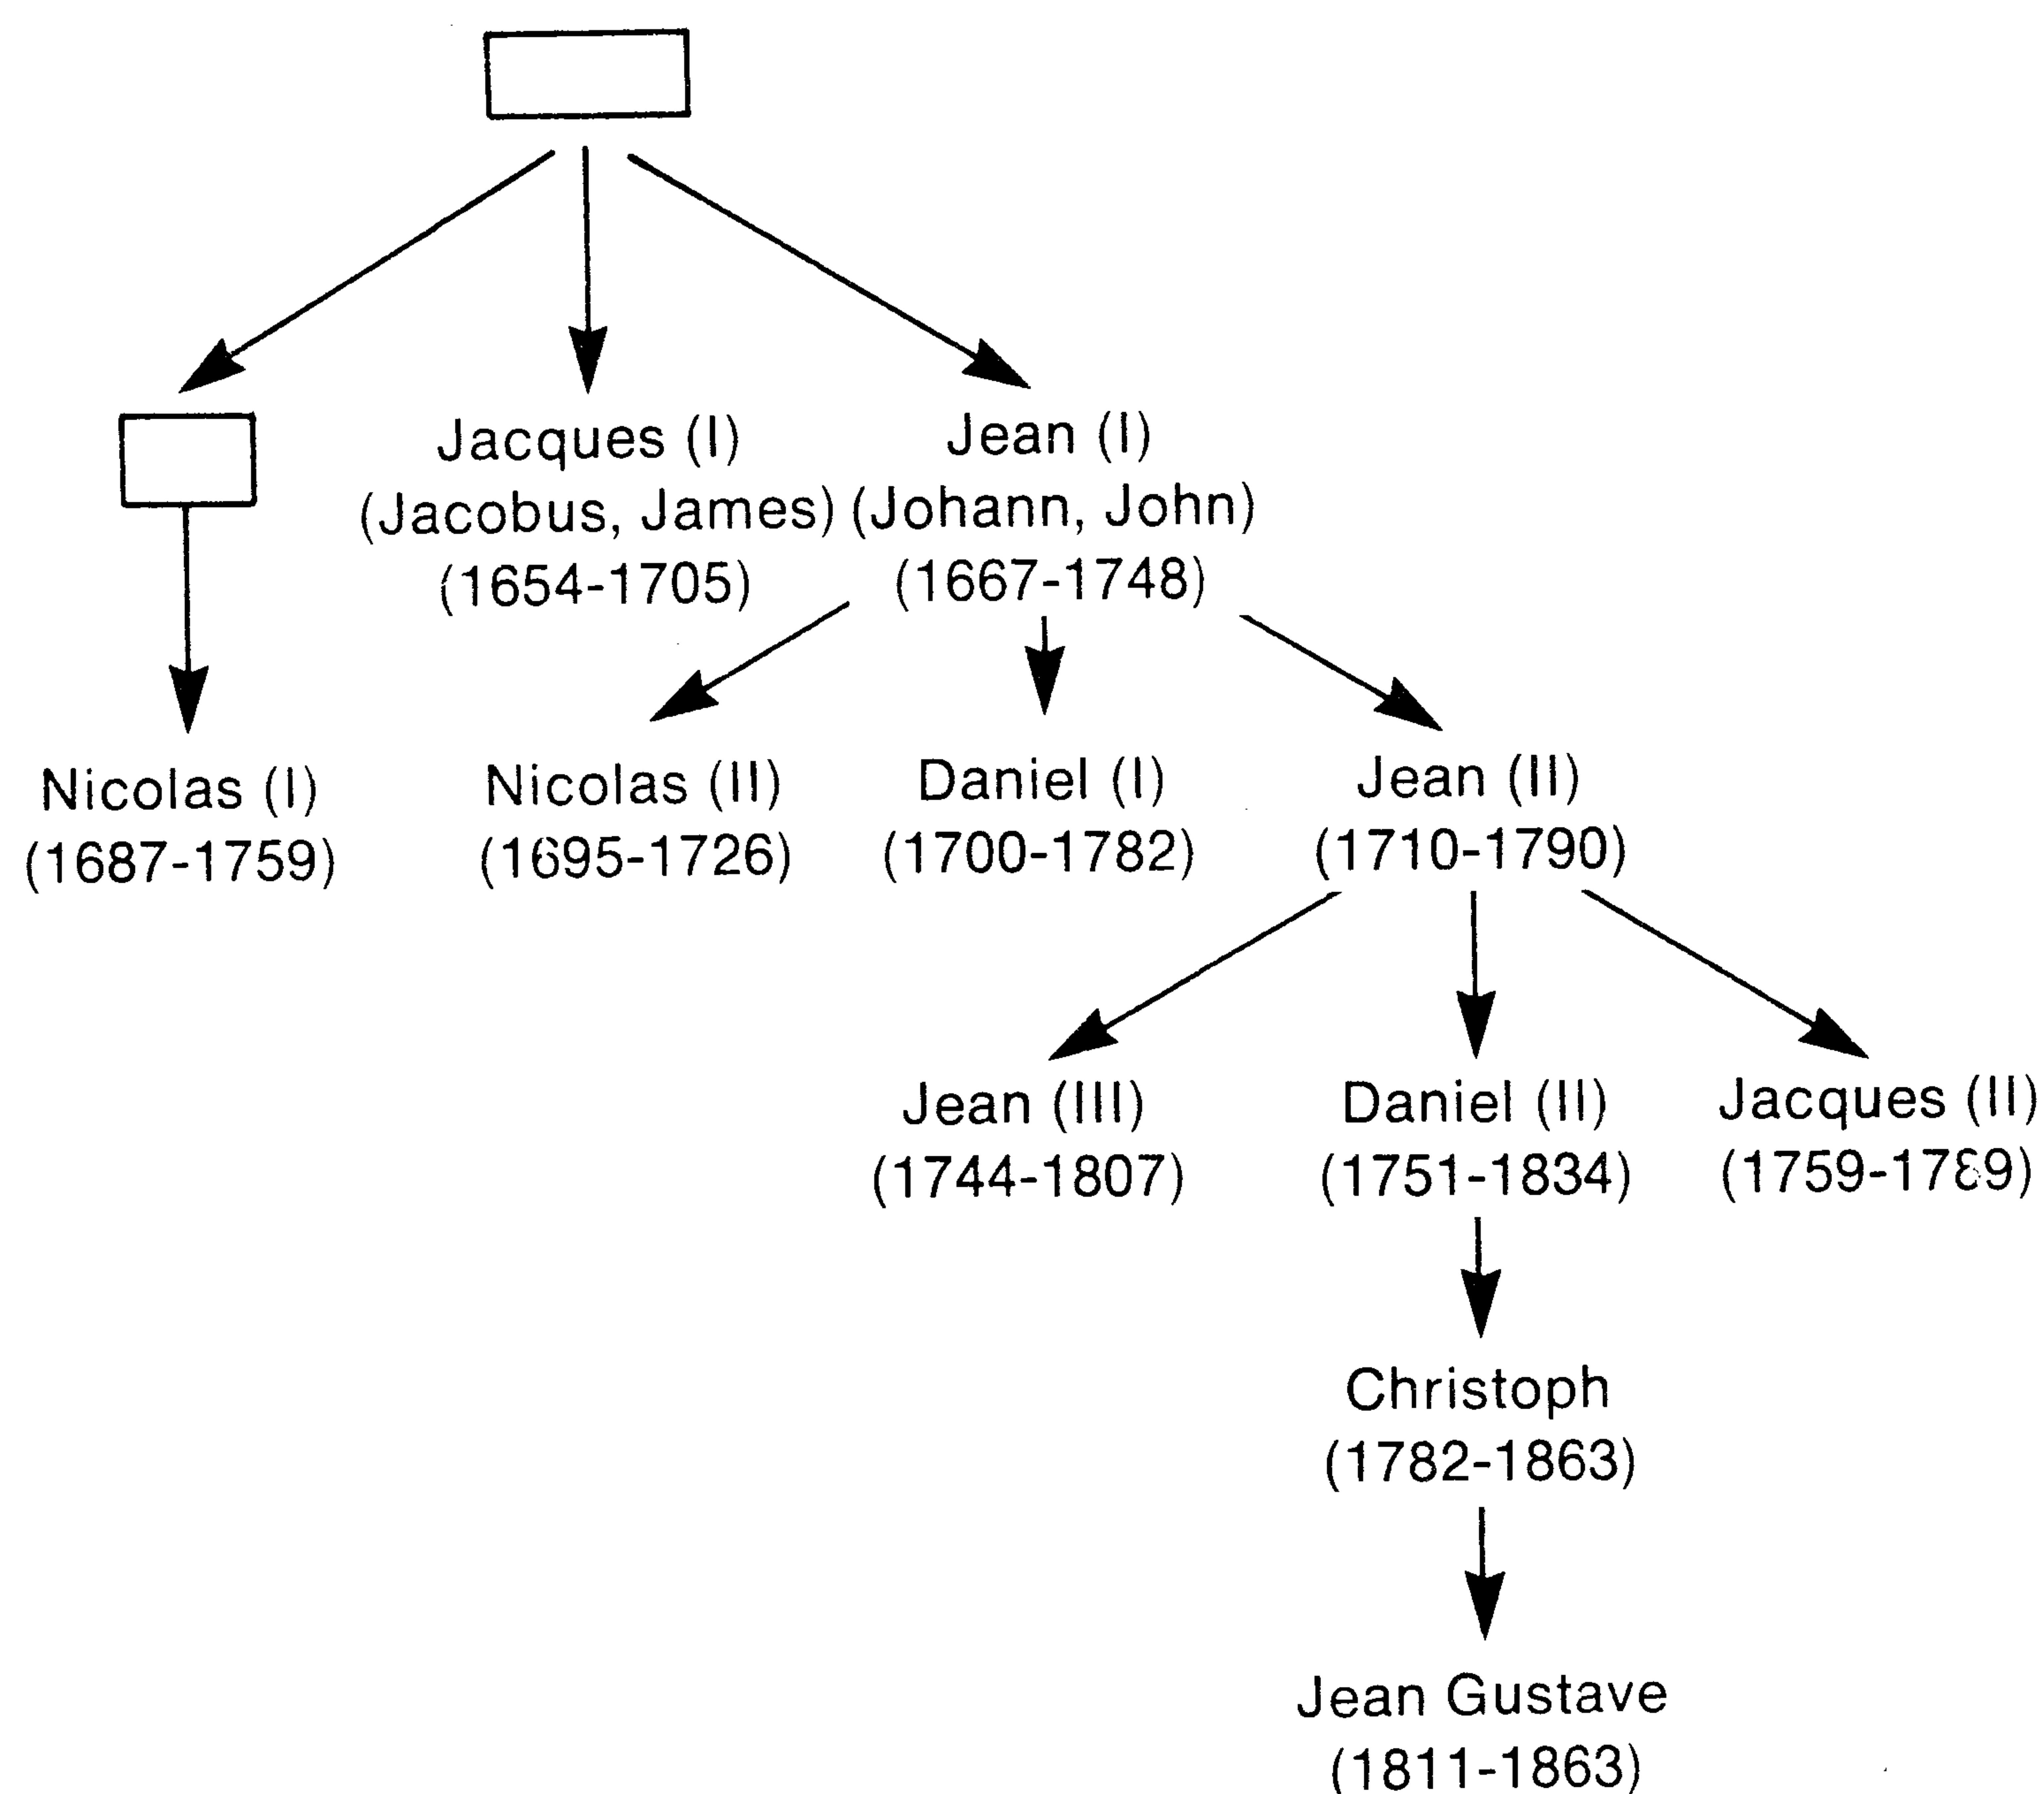 Jacques (I)
(Jacobus, James)
(1654-1705)
Jean (I)
(Johann, John)
(1667-1748)
Nicolas (I)
(1687-1759)
Nicolas (II)
(1695-1726)
Daniel (I)
(1700-1782)
Jean (II)
(1710-1790)
Jean (III)
(1744-1807)
Daniel (II)
(1751-1834)
Jacques (II)
(1759-1789)
Christoph
(1782-1863)
Jean Gustave
(1811-1863)